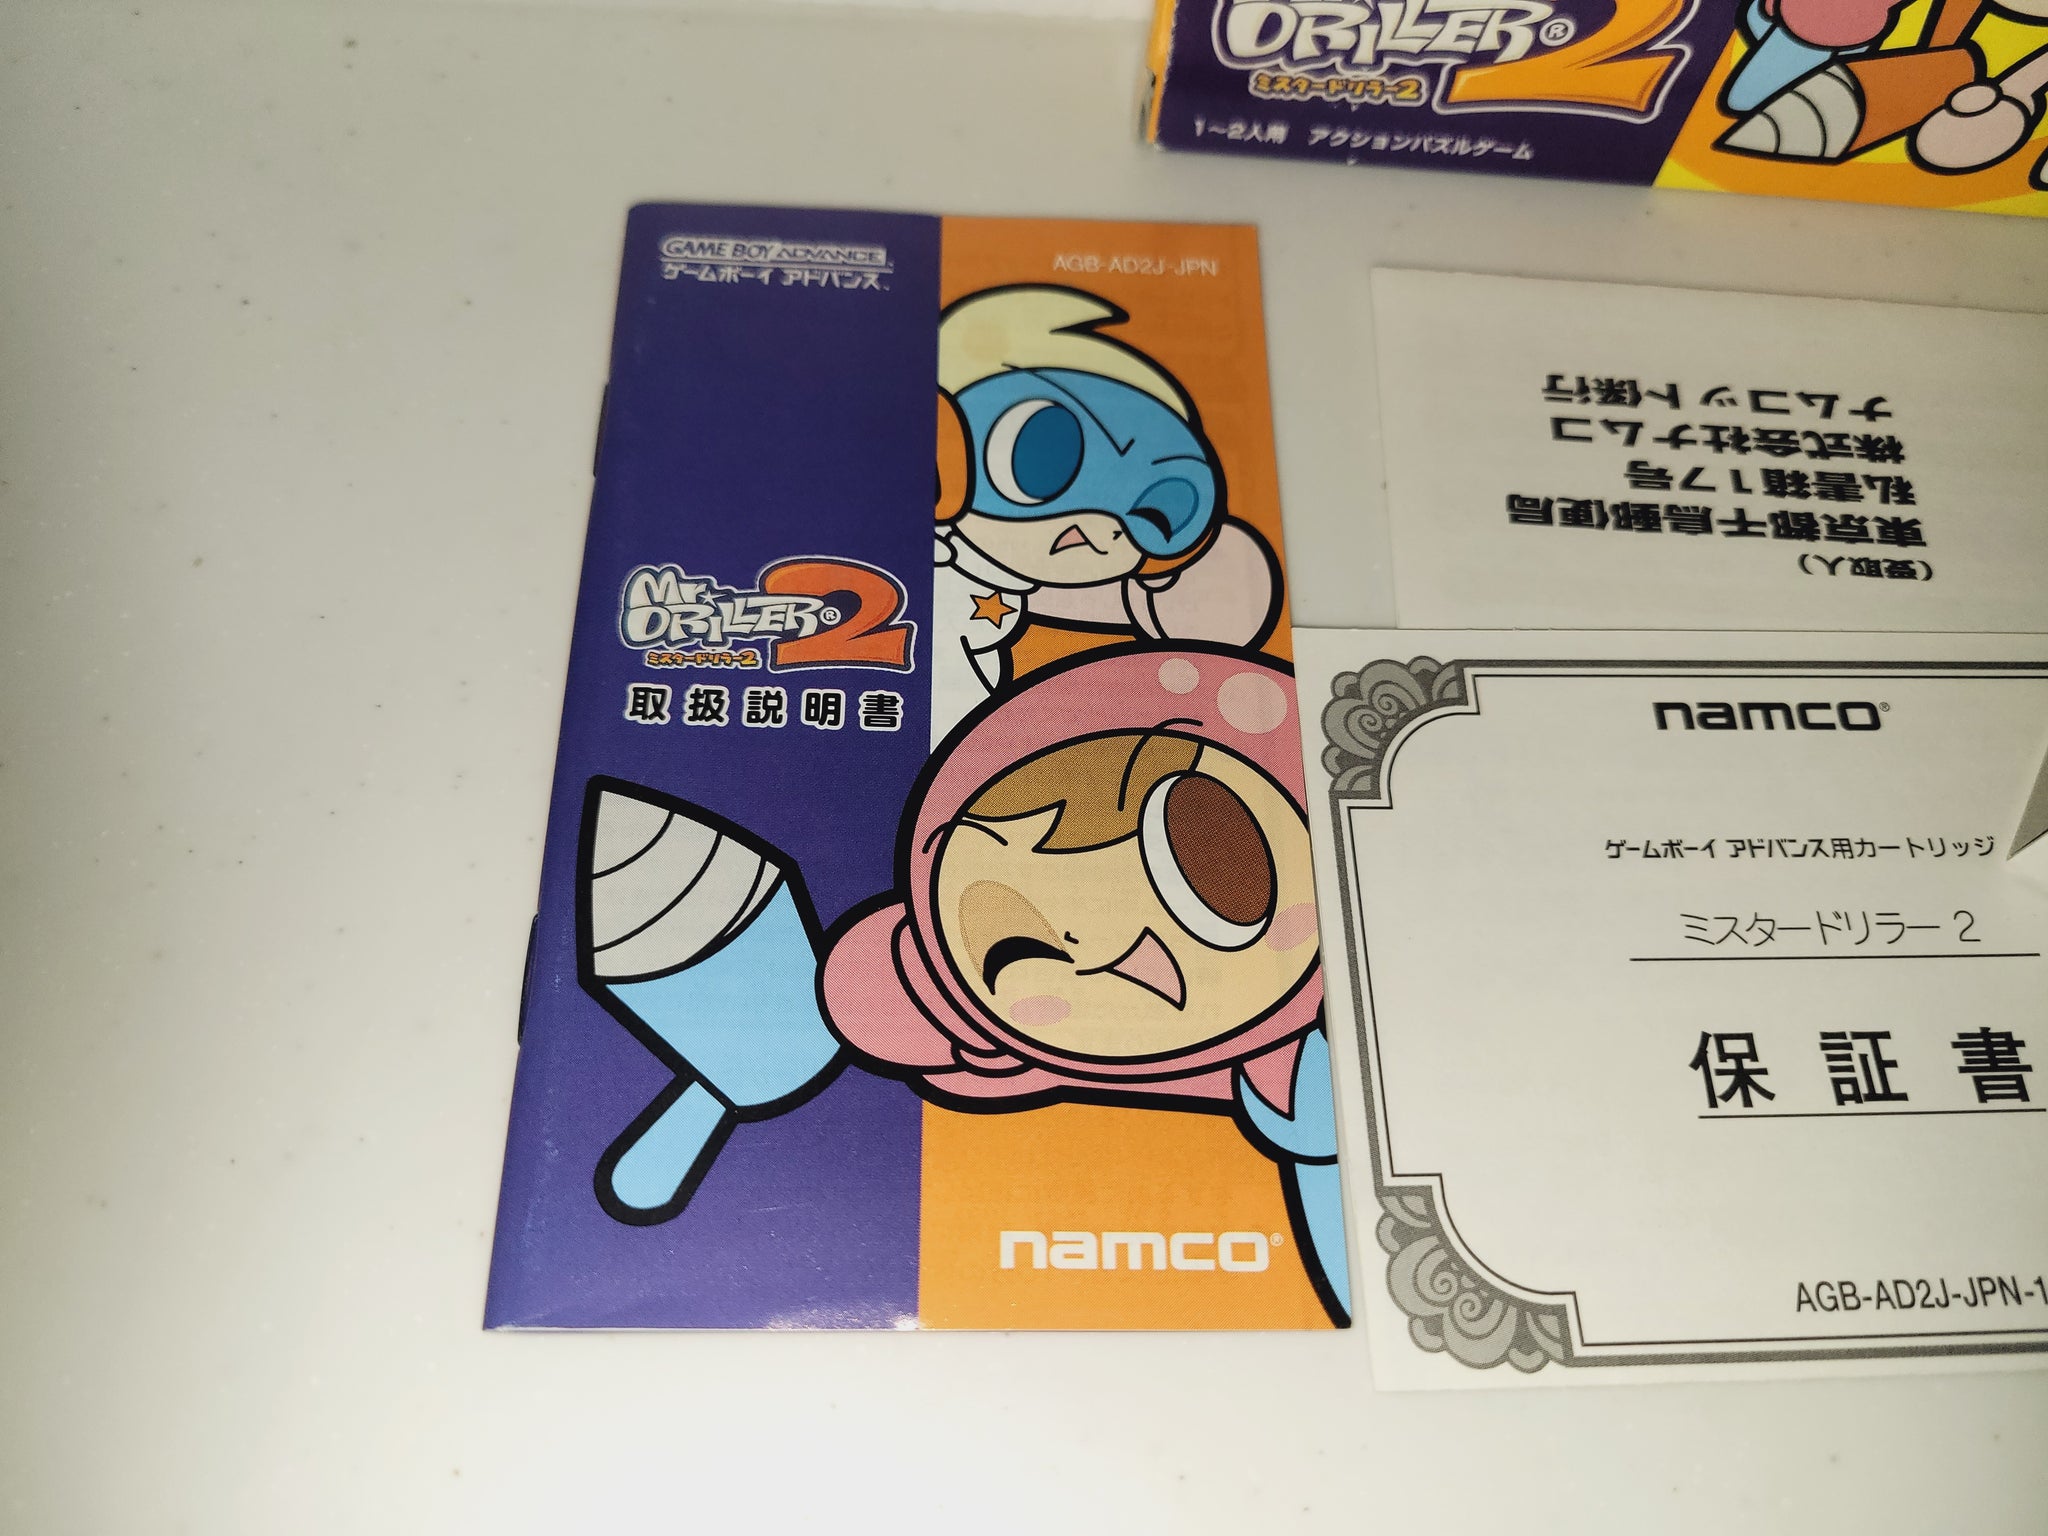 Mr. DRILLER® 2
ミスタードリラー2
1〜2人用 アクションパズルゲーム
GAME BOY ADVANCE™
ゲームボーイ アドバンス™
AGB-AD2J-JPN
Mr. DRILLER® 2
ミスタードリラー2
取扱説明書
namco®
(受取人)
東京都千鳥郵便局
私書箱17号
株式会社ナムコ
ナムコット係行
namco®
ゲームボーイ アドバンス用カートリッジ
ミスタードリラー2
保証書
AGB-AD2J-JPN-1